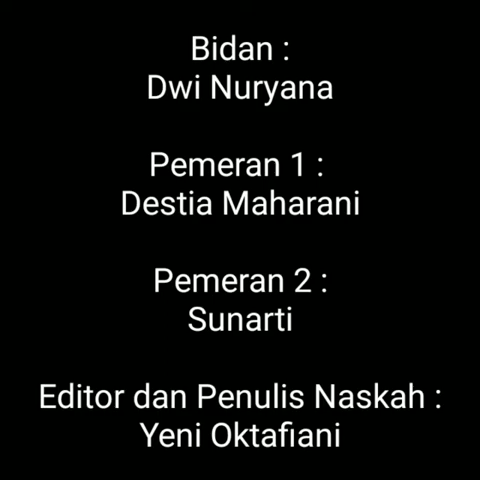 Bidan :
Dwi Nuryana
Pemeran 1 :
Destia Maharani
Pemeran 2 :
Sunarti
Editor dan Penulis Naskah :
Yeni Oktafiani